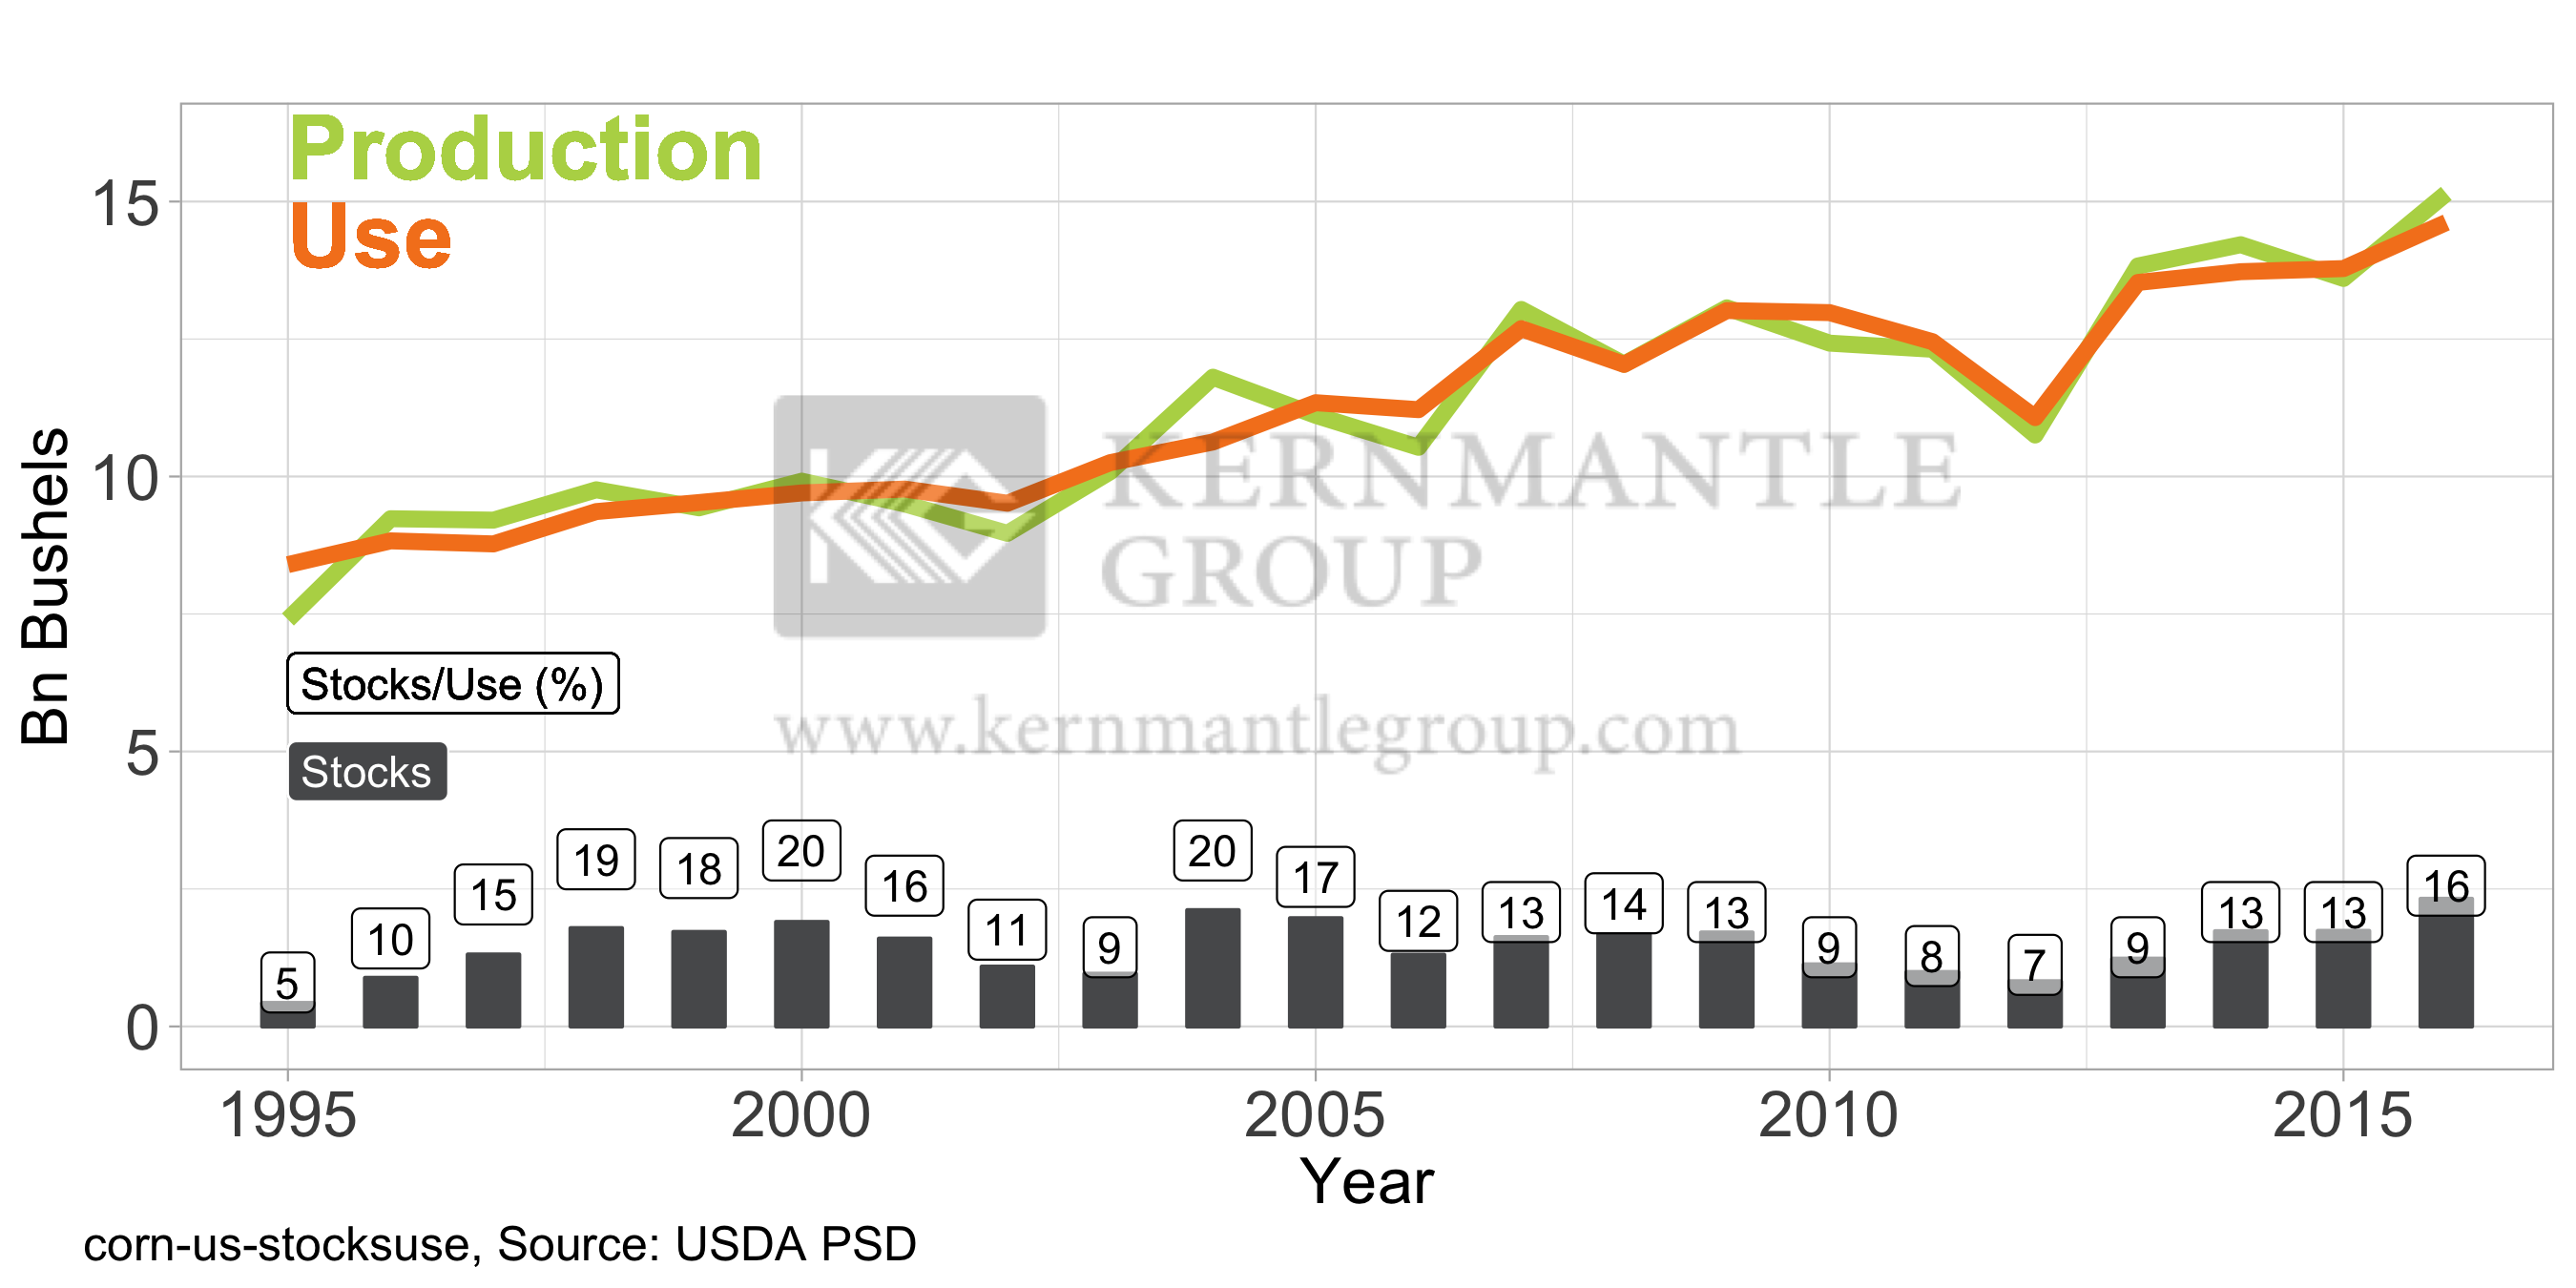 Production
Use
15
10
5
0
Bn Bushels
KERNMANTLE
GROUP
www.kernmantlegroup.com
Stocks/Use (%)
Stocks
5 10 15 19 18 20 16 11 9 20 17 12 13 14 13 9 8 7 9 13 13 16
1995 2000 2005 2010 2015
Year
corn-us-stocksuse, Source: USDA PSD